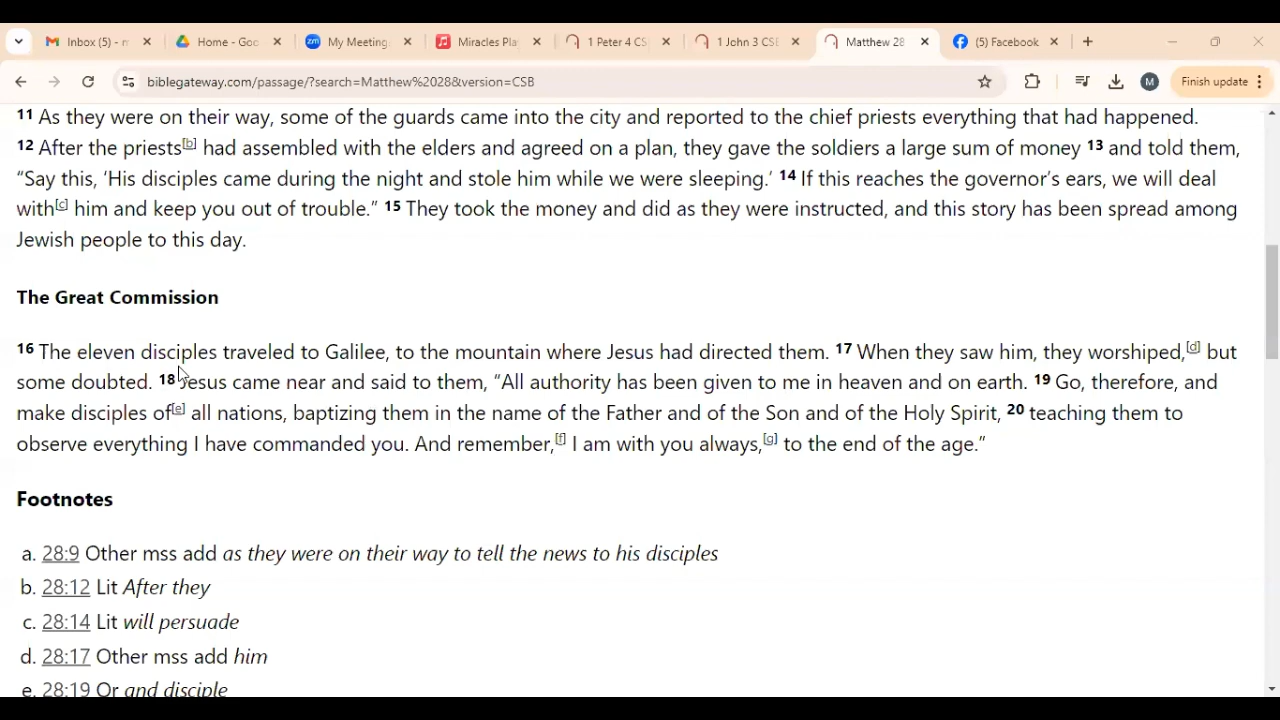 Inbox (5) - m
Home - Goo
My Meeting
Miracles Pla
1 Peter 4 CS
1 John 3 CSB
Matthew 28
(5) Facebook
biblegateway.com/passage/?search=Matthew%2028&version=CSB
M
Finish update
11 As they were on their way, some of the guards came into the city and reported to the chief priests everything that had happened.
12 After the priests[b] had assembled with the elders and agreed on a plan, they gave the soldiers a large sum of money 13 and told them,
“Say this, ‘His disciples came during the night and stole him while we were sleeping.’ 14 If this reaches the governor’s ears, we will deal
with[c] him and keep you out of trouble.” 15 They took the money and did as they were instructed, and this story has been spread among
Jewish people to this day.
The Great Commission
16 The eleven disciples traveled to Galilee, to the mountain where Jesus had directed them. 17 When they saw him, they worshiped,[d] but
some doubted. 18 Jesus came near and said to them, “All authority has been given to me in heaven and on earth. 19 Go, therefore, and
make disciples of[e] all nations, baptizing them in the name of the Father and of the Son and of the Holy Spirit, 20 teaching them to
observe everything I have commanded you. And remember,[f] I am with you always,[g] to the end of the age.”
Footnotes
a. 28:9 Other mss add as they were on their way to tell the news to his disciples
b. 28:12 Lit After they
c. 28:14 Lit will persuade
d. 28:17 Other mss add him
e. 28:19 Or and disciple